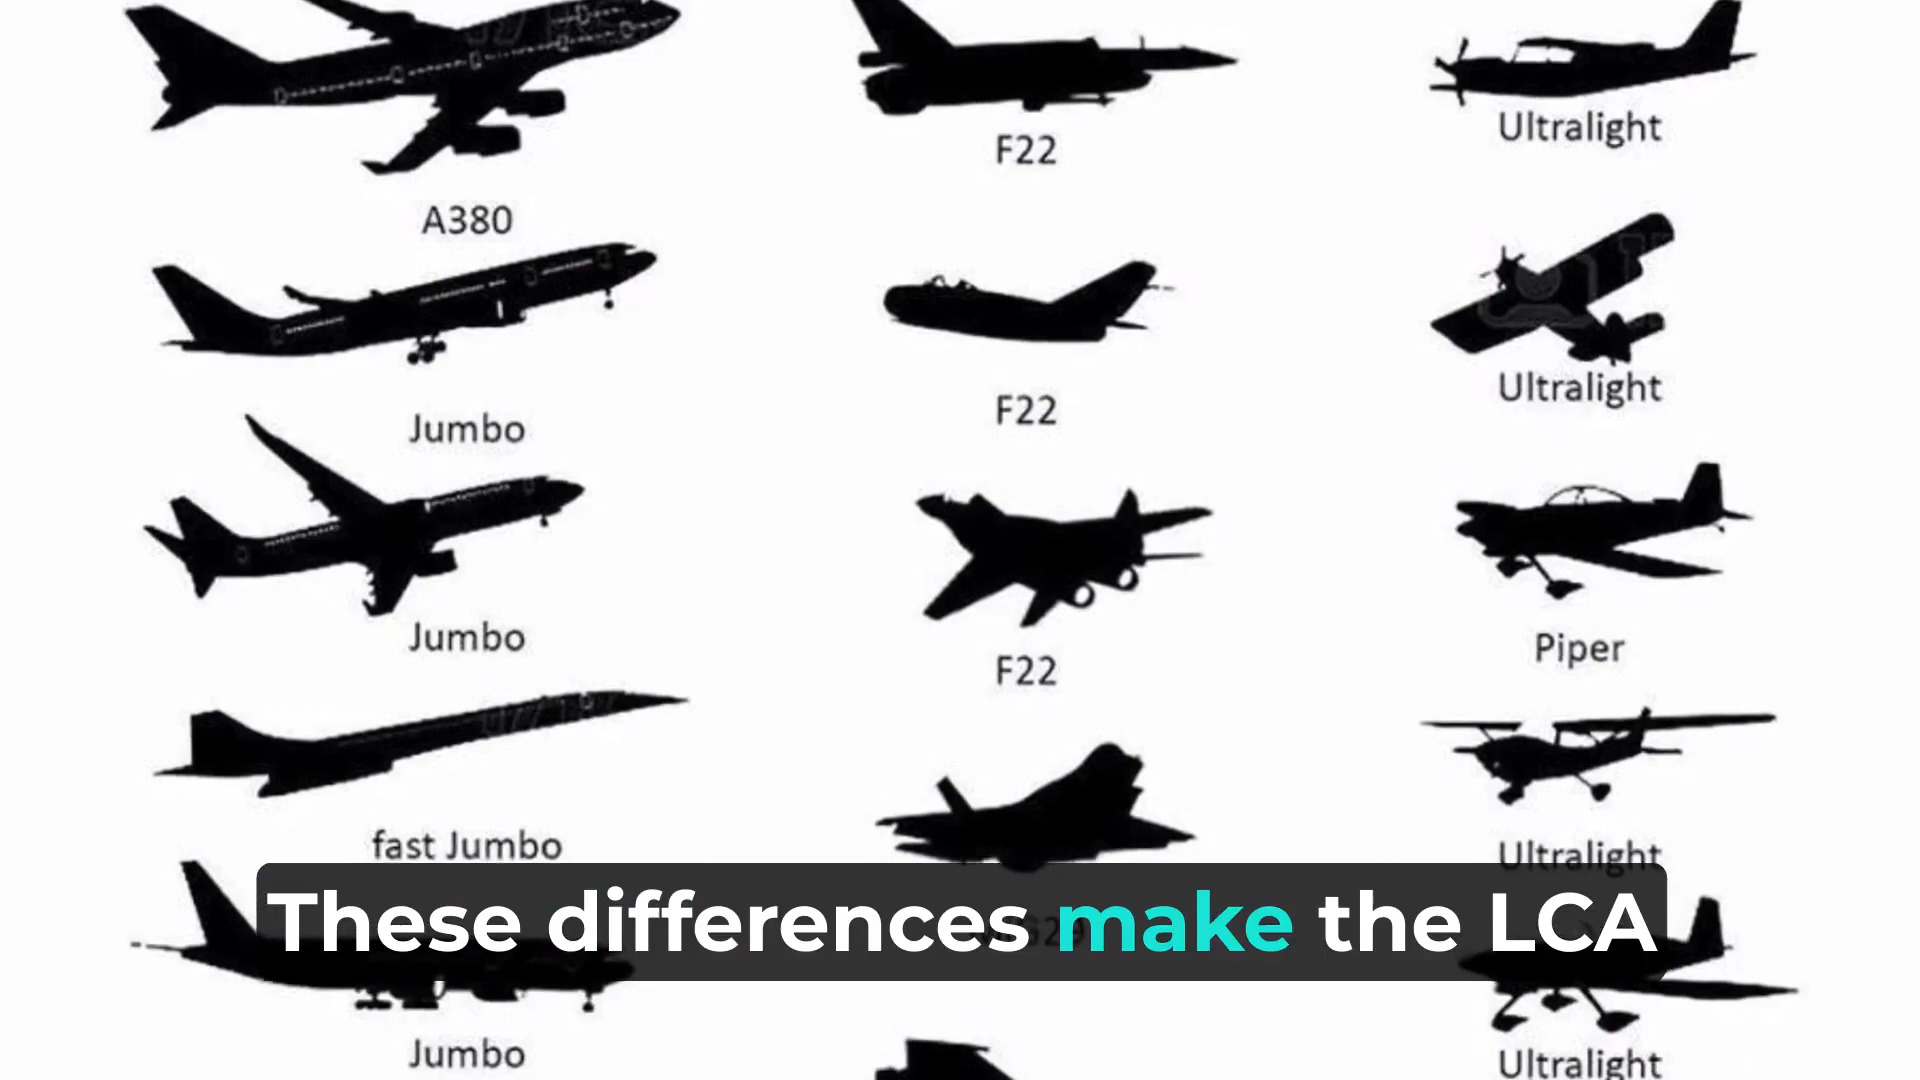 F22
Ultralight
A380
Ultralight
Jumbo
F22
Jumbo
Piper
F22
fast Jumbo
Ultralight
These differences make the LCA
Jumbo
Ultralight